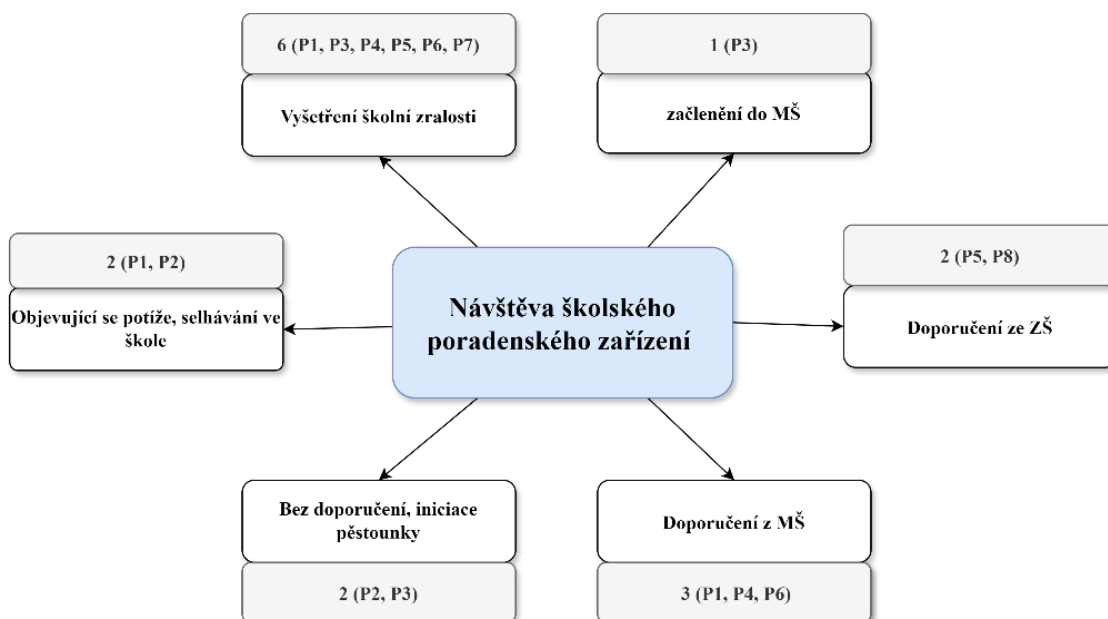 6 (P1, P3, P4, P5, P6, P7)
Vyšetření školní zralosti
1 (P3)
začlenění do MŠ
2 (P1, P2)
Objevující se potíže, selhávání ve
škole
Návštěva školského
poradenského zařízení
2 (P5, P8)
Doporučení ze ZŠ
Bez doporučení, iniciace
pěstounky
2 (P2, P3)
Doporučení z MŠ
3 (P1, P4, P6)